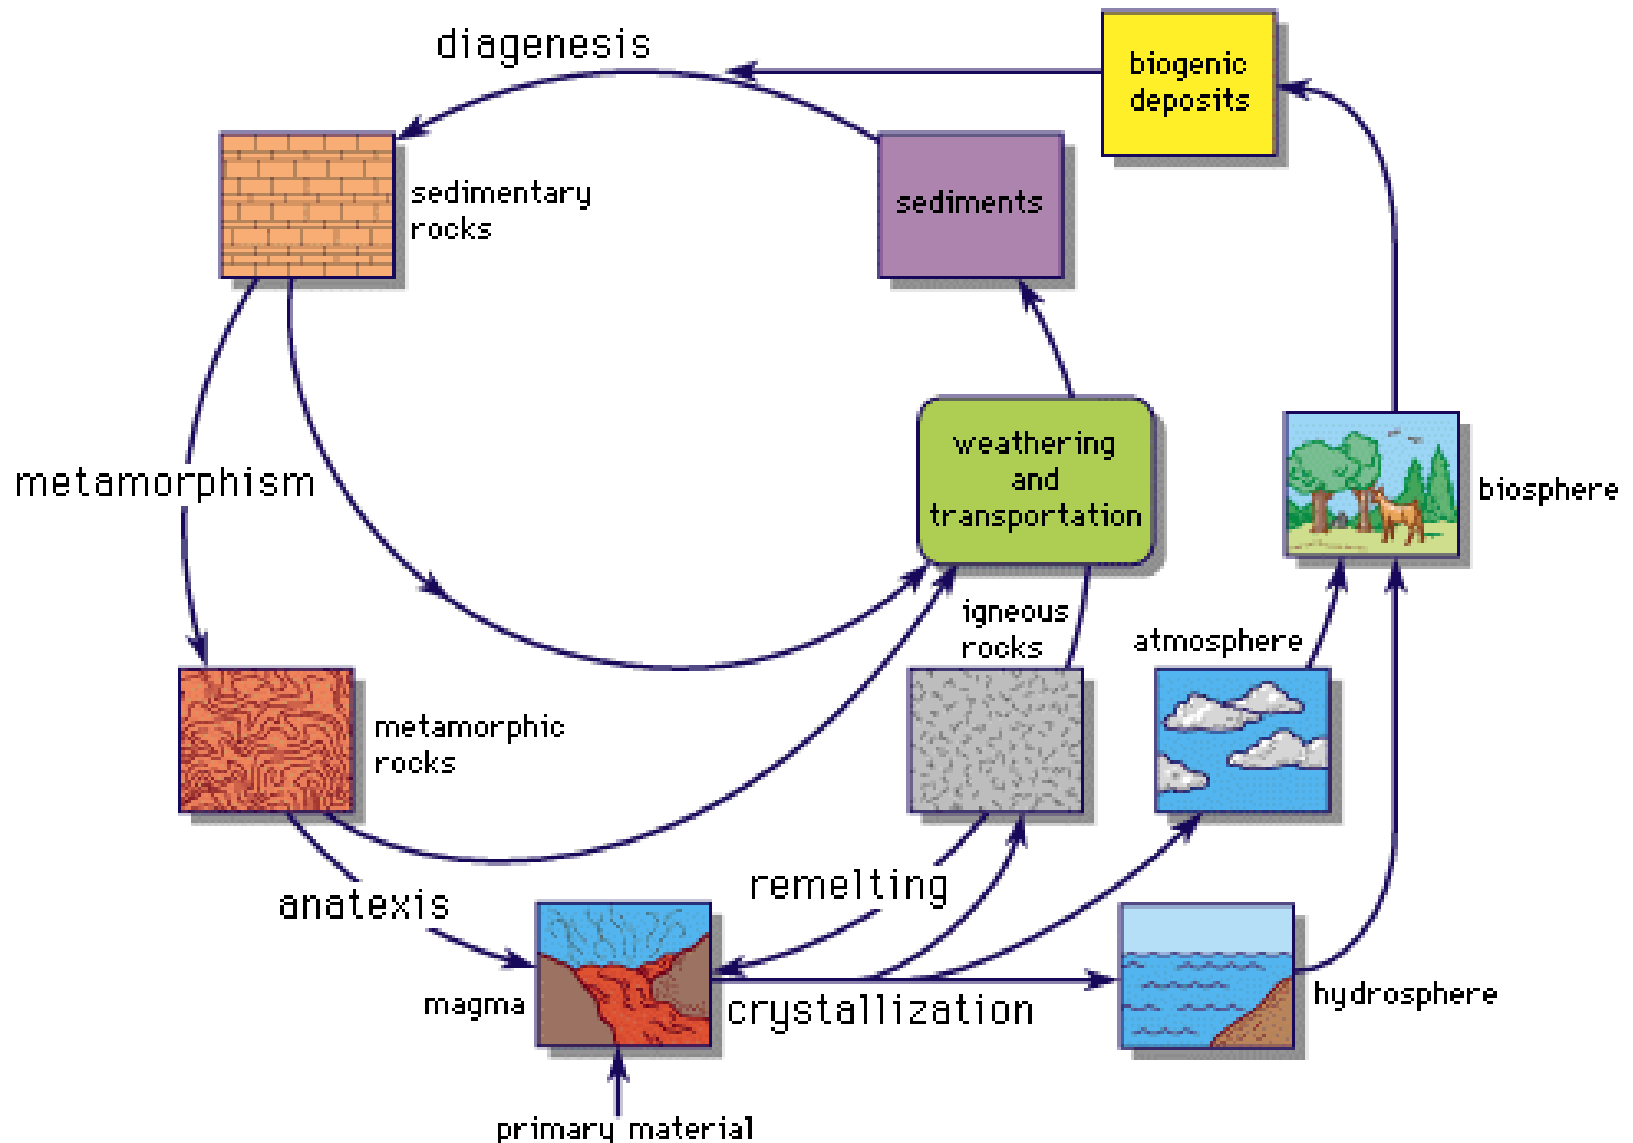 diagenesis
biogenic
deposits
sedimentary
rocks
sediments
metamorphism
weathering
and
transportation
biosphere
igneous
rocks
atmosphere
metamorphic
rocks
anatexis
remelting
magma
crystallization
hydrosphere
primary material